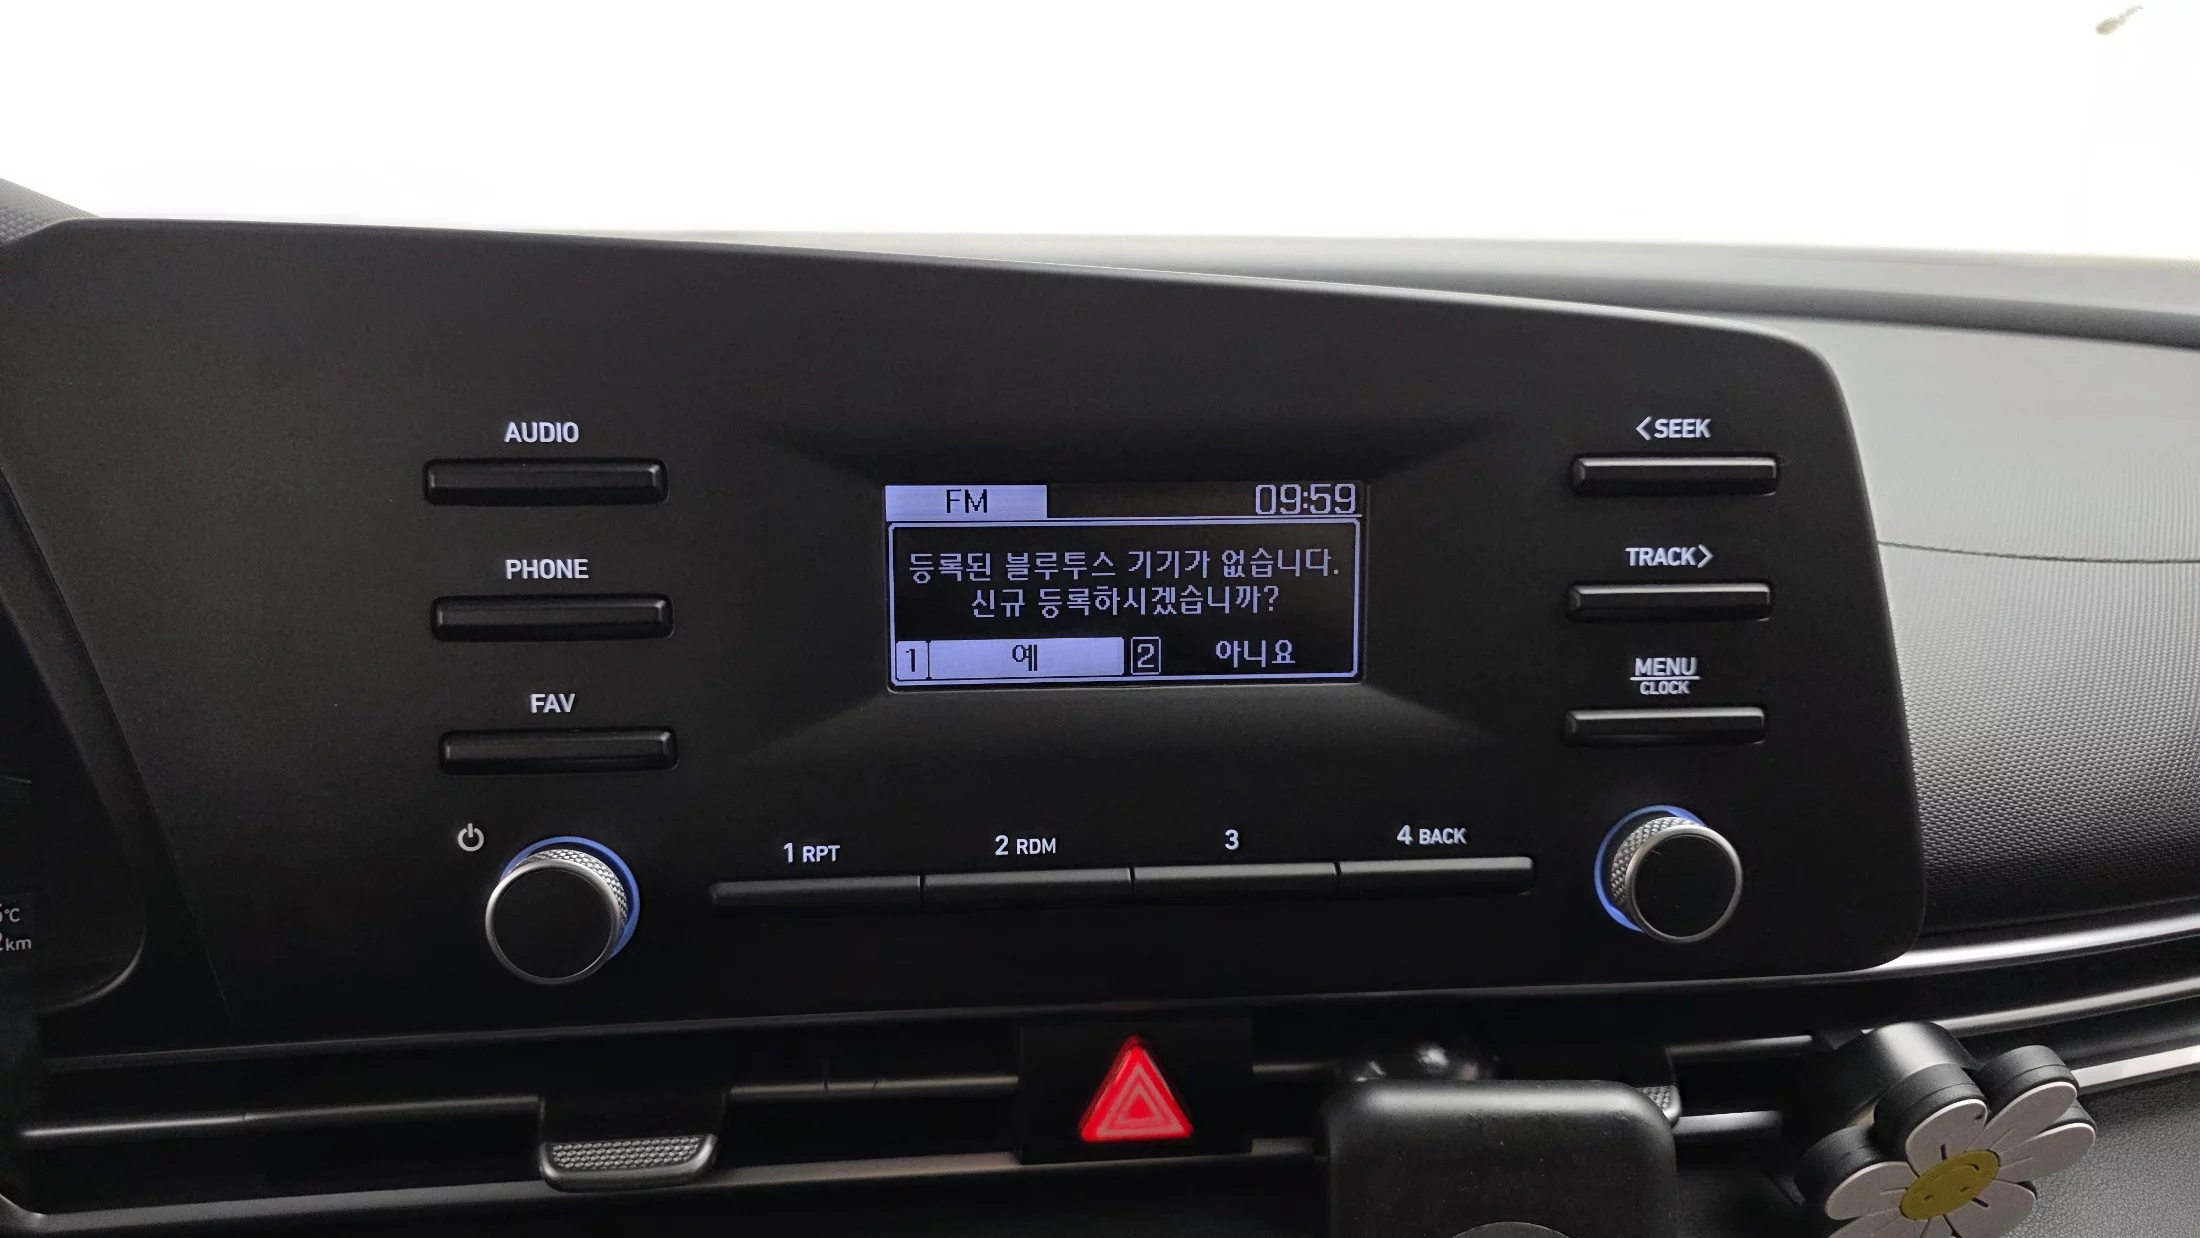 AUDIO
<SEEK
FM 09:59
등록된 블루투스 기기가 없습니다.
신규 등록하시겠습니까?
1 예 2 아니요
PHONE
TRACK>
FAV
MENU
CLOCK
1 RPT 2 RDM 3 4 BACK
℃
km